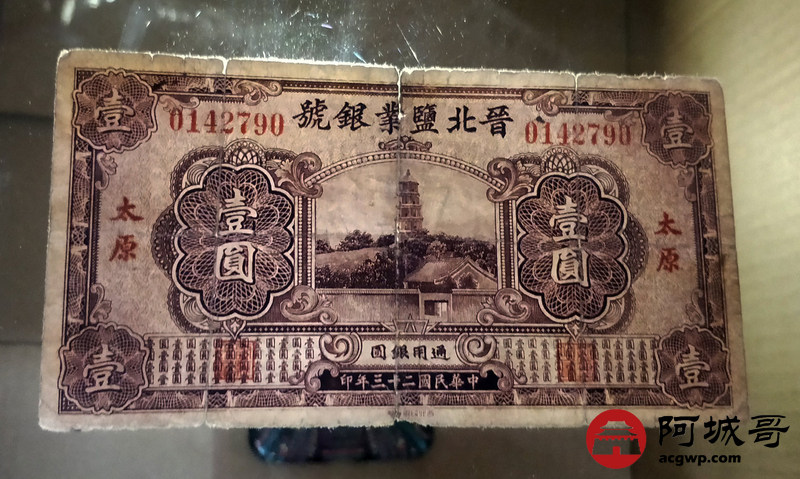 晉北鹽業銀號
0142790
0142790
壹
壹
太原
太原
壹圓
壹圓
通用銀圓
中華民國二十三年印
壹
壹
阿城哥
acgwp.com